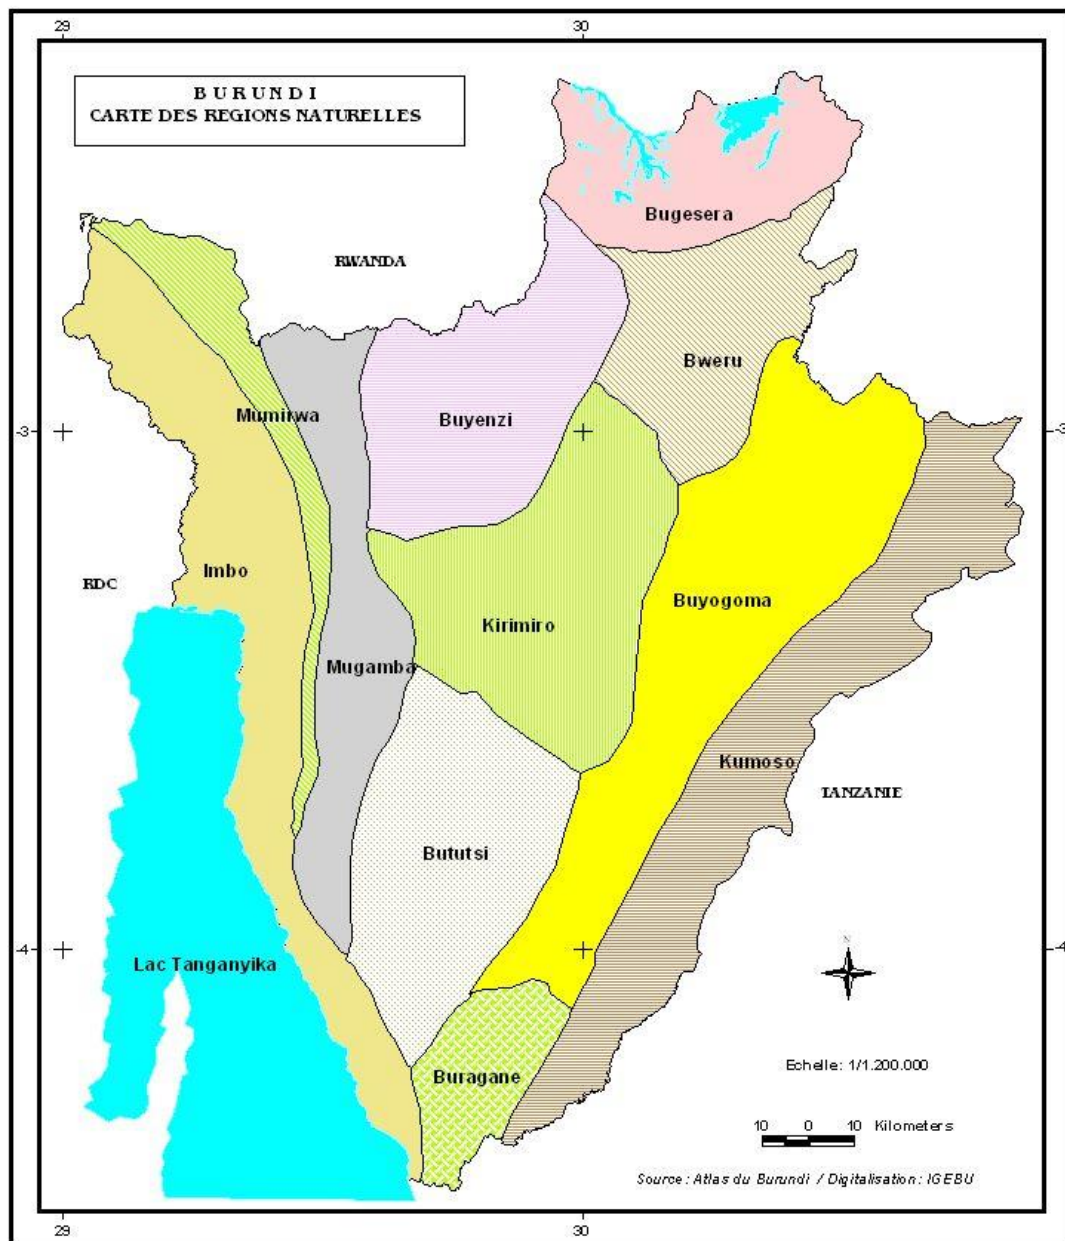 29
30
B U R U N D I
CARTE DES REGIONS NATURELLES
Bugesera
RWANDA
Bweru
Mumirwa
Buyenzi
-3
-3
Imbo
RDC
Buyogoma
Kirimiro
Mugamba
Kumoso
TANZANIE
Bututsi
N
-4
-4
Lac Tanganyika
Buragane
Echelle: 1/1.200.000
10 0 10 Kilometers
Source: Atlas du Burundi / Digitalisation: IGEBU
29
30